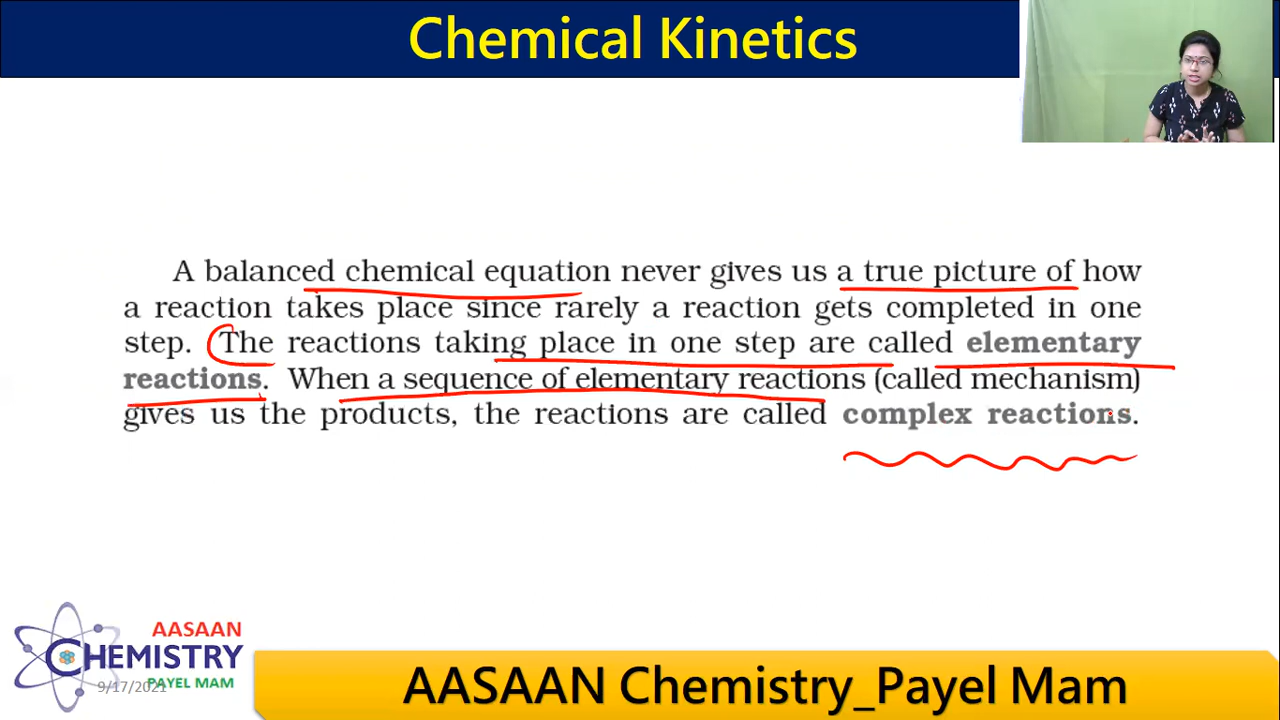 Chemical Kinetics
A balanced chemical equation never gives us a true picture of how
a reaction takes place since rarely a reaction gets completed in one
step. The reactions taking place in one step are called elementary
reactions. When a sequence of elementary reactions (called mechanism)
gives us the products, the reactions are called complex reactions.
AASAAN
CHEMISTRY
PAYEL MAM
9/17/2021
AASAAN Chemistry_Payel Mam